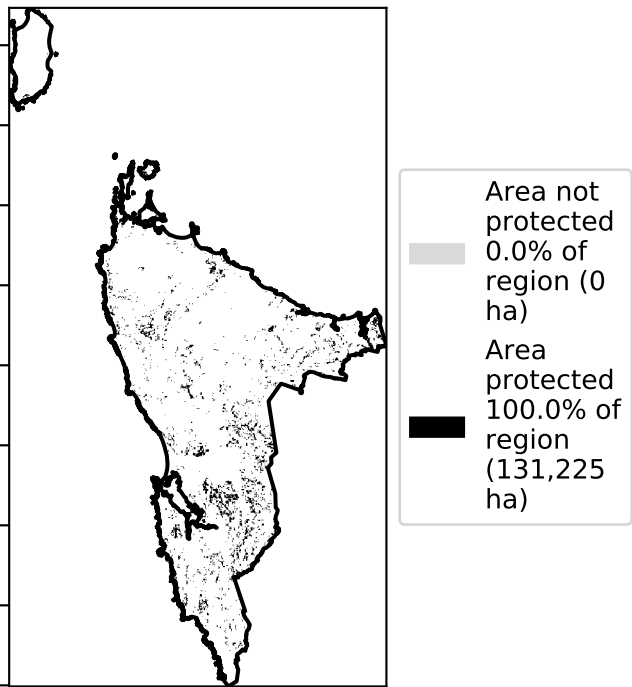 Area not
protected
0.0% of
region (0
ha)
Area
protected
100.0% of
region
(131,225
ha)